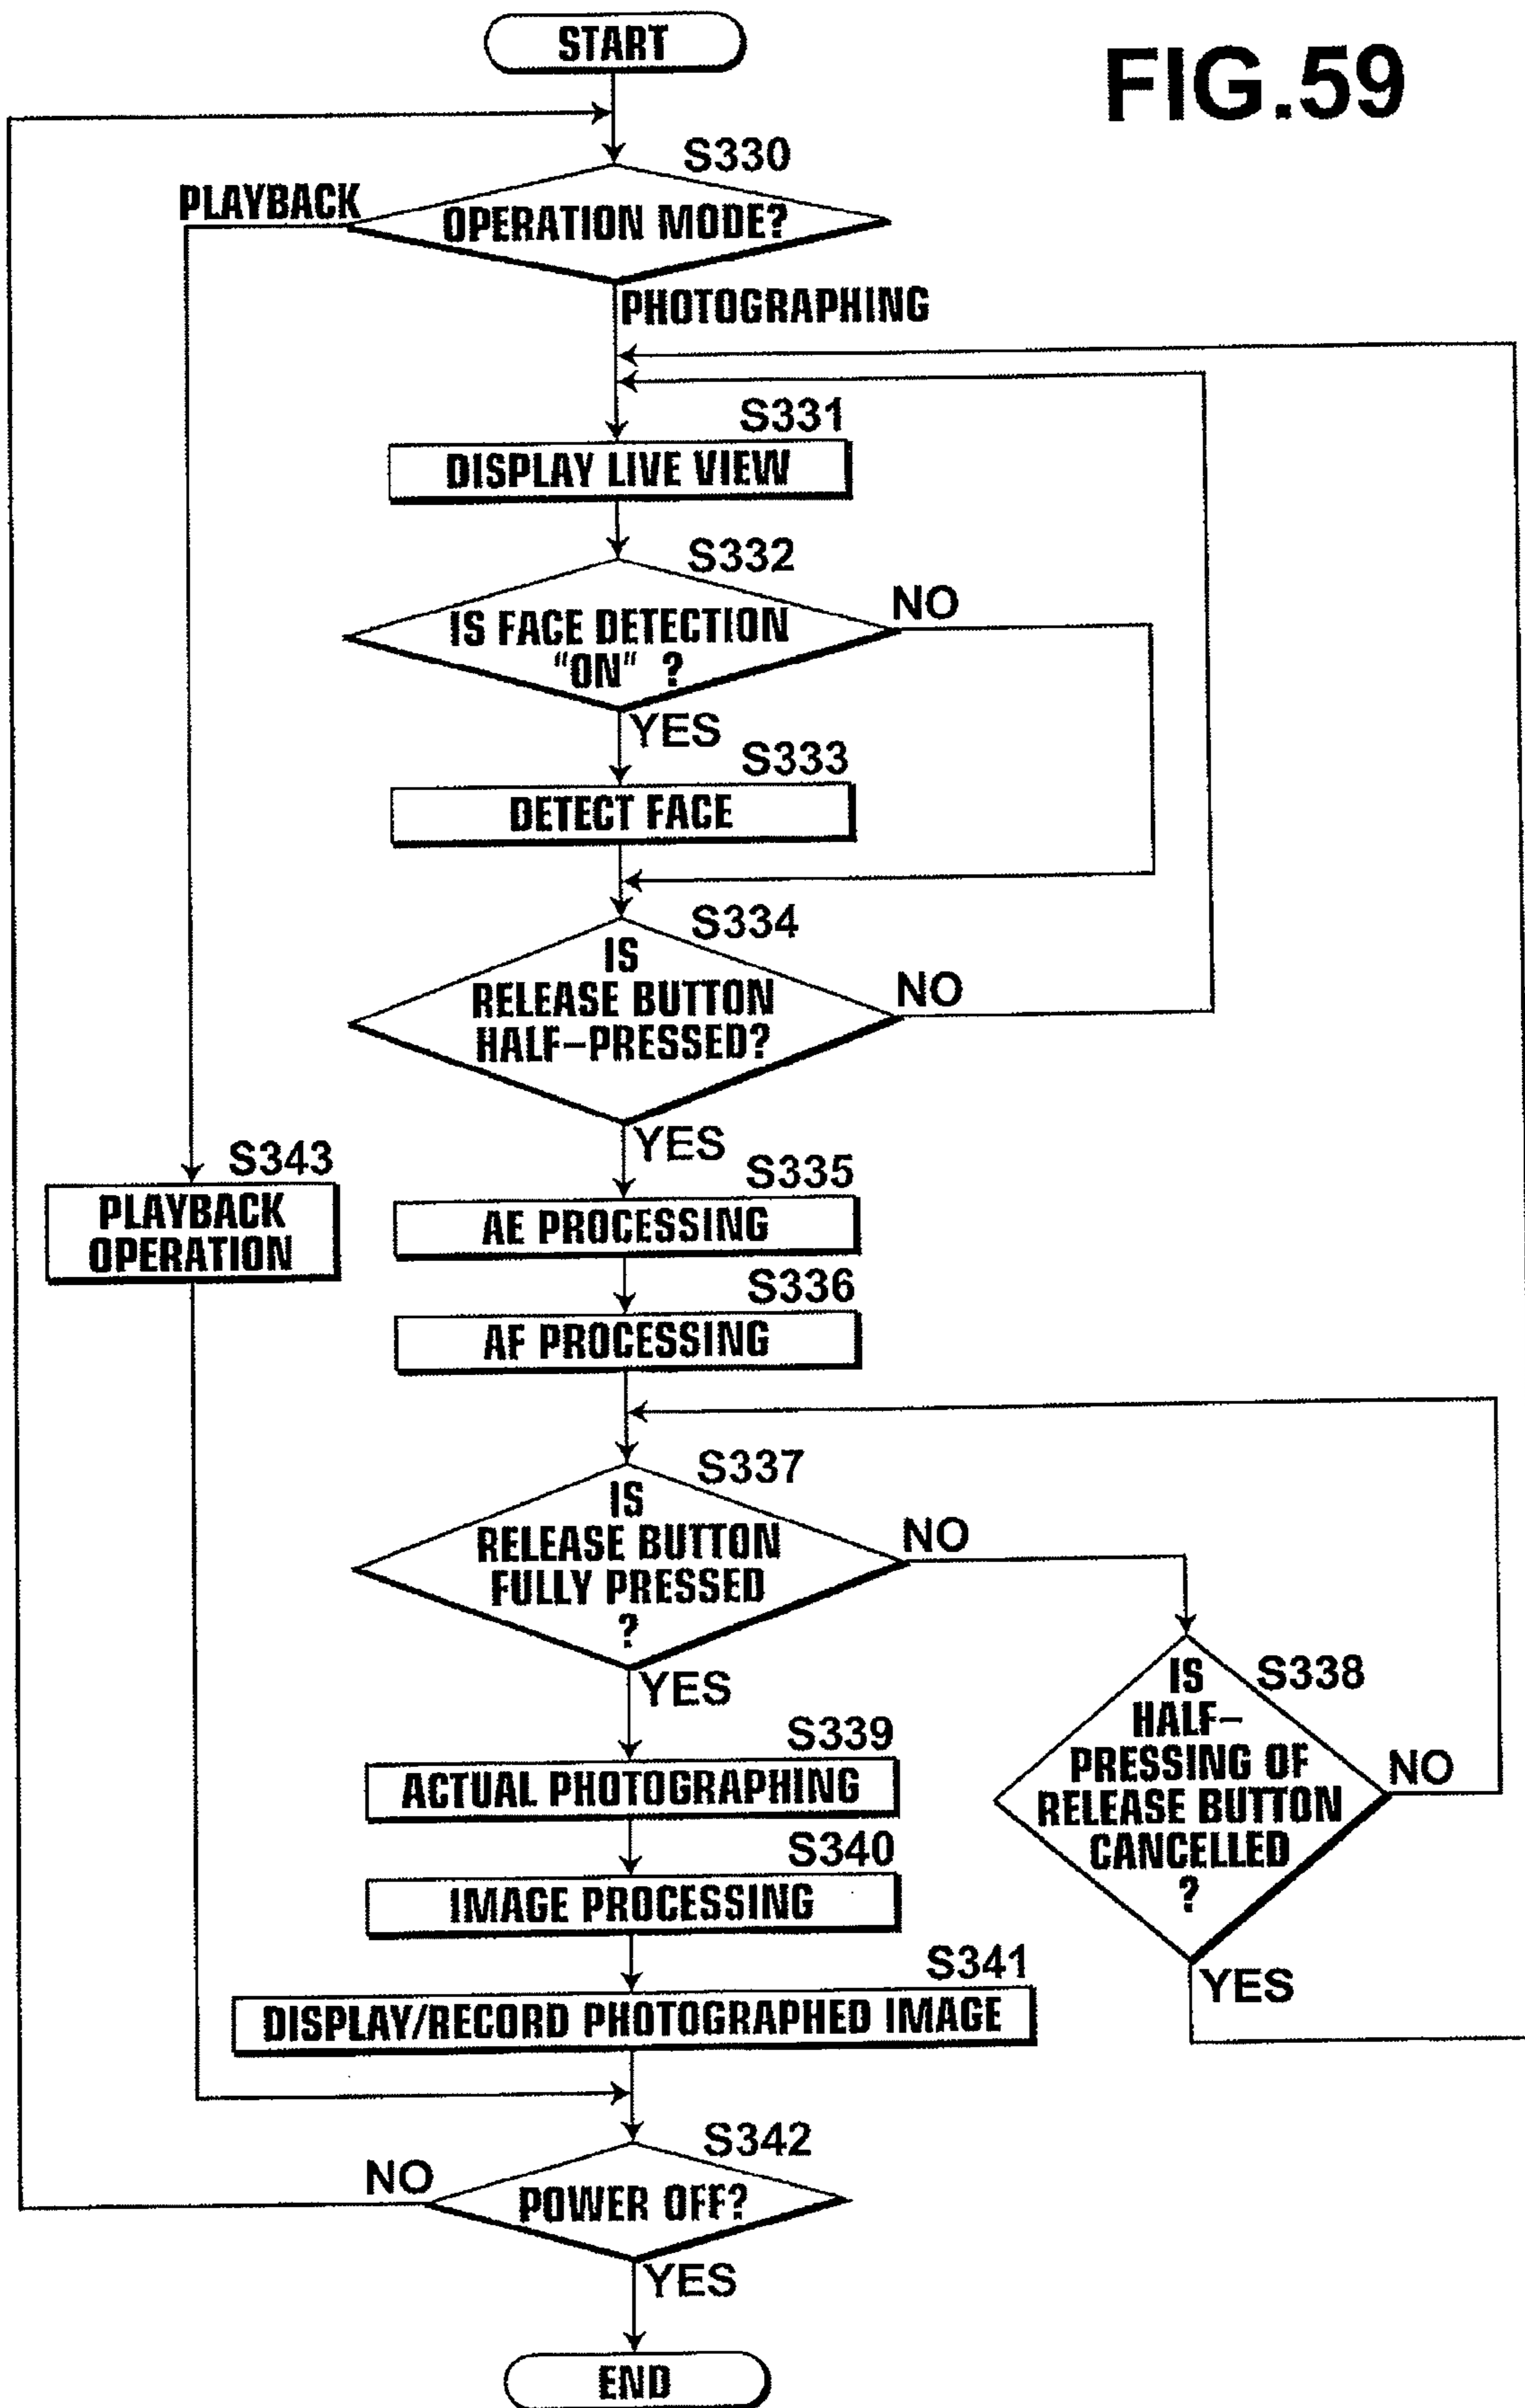 START
FIG.59
S330
PLAYBACK
OPERATION MODE?
PHOTOGRAPHING
S331
DISPLAY LIVE VIEW
S332
NO
IS FACE DETECTION
"ON" ?
YES
S333
DETECT FACE
S334
IS
RELEASE BUTTON
HALF-PRESSED?
NO
YES
S343
PLAYBACK
OPERATION
S335
AE PROCESSING
S336
AF PROCESSING
S337
IS
RELEASE BUTTON
FULLY PRESSED
?
NO
YES
S338
IS
HALF-
PRESSING OF
RELEASE BUTTON
CANCELLED
?
NO
YES
S339
ACTUAL PHOTOGRAPHING
S340
IMAGE PROCESSING
S341
DISPLAY/RECORD PHOTOGRAPHED IMAGE
S342
NO
POWER OFF?
YES
END